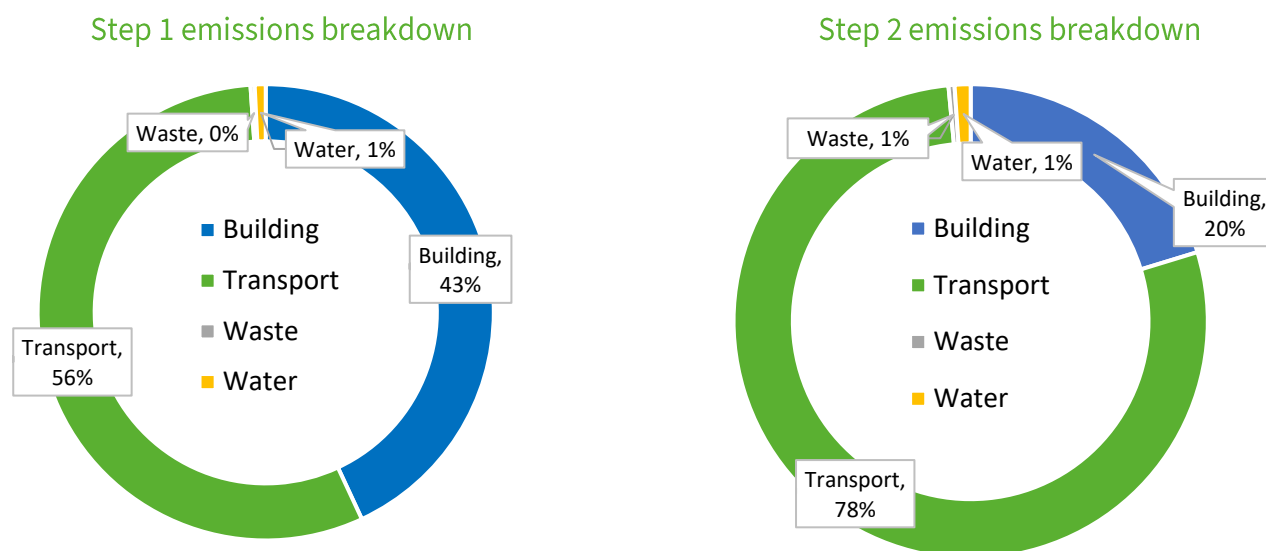 Step 1 emissions breakdown
Waste, 0%
Water, 1%
Building
Transport
Waste
Water
Building,
43%
Transport,
56%
Step 2 emissions breakdown
Waste, 1%
Water, 1%
Building,
20%
Building
Transport
Waste
Water
Transport,
78%